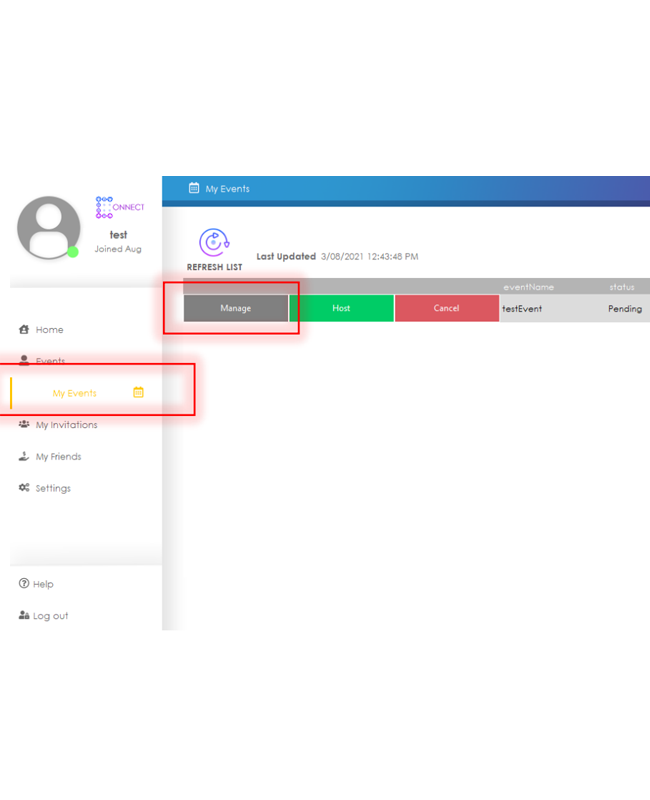 My Events
ONNECT
test
Joined Aug
REFRESH LIST
Last Updated 3/08/2021 12:43:48 PM
eventName status
Manage Host Cancel testEvent Pending
Home
Events
My Events
My Invitations
My Friends
Settings
Help
Log out